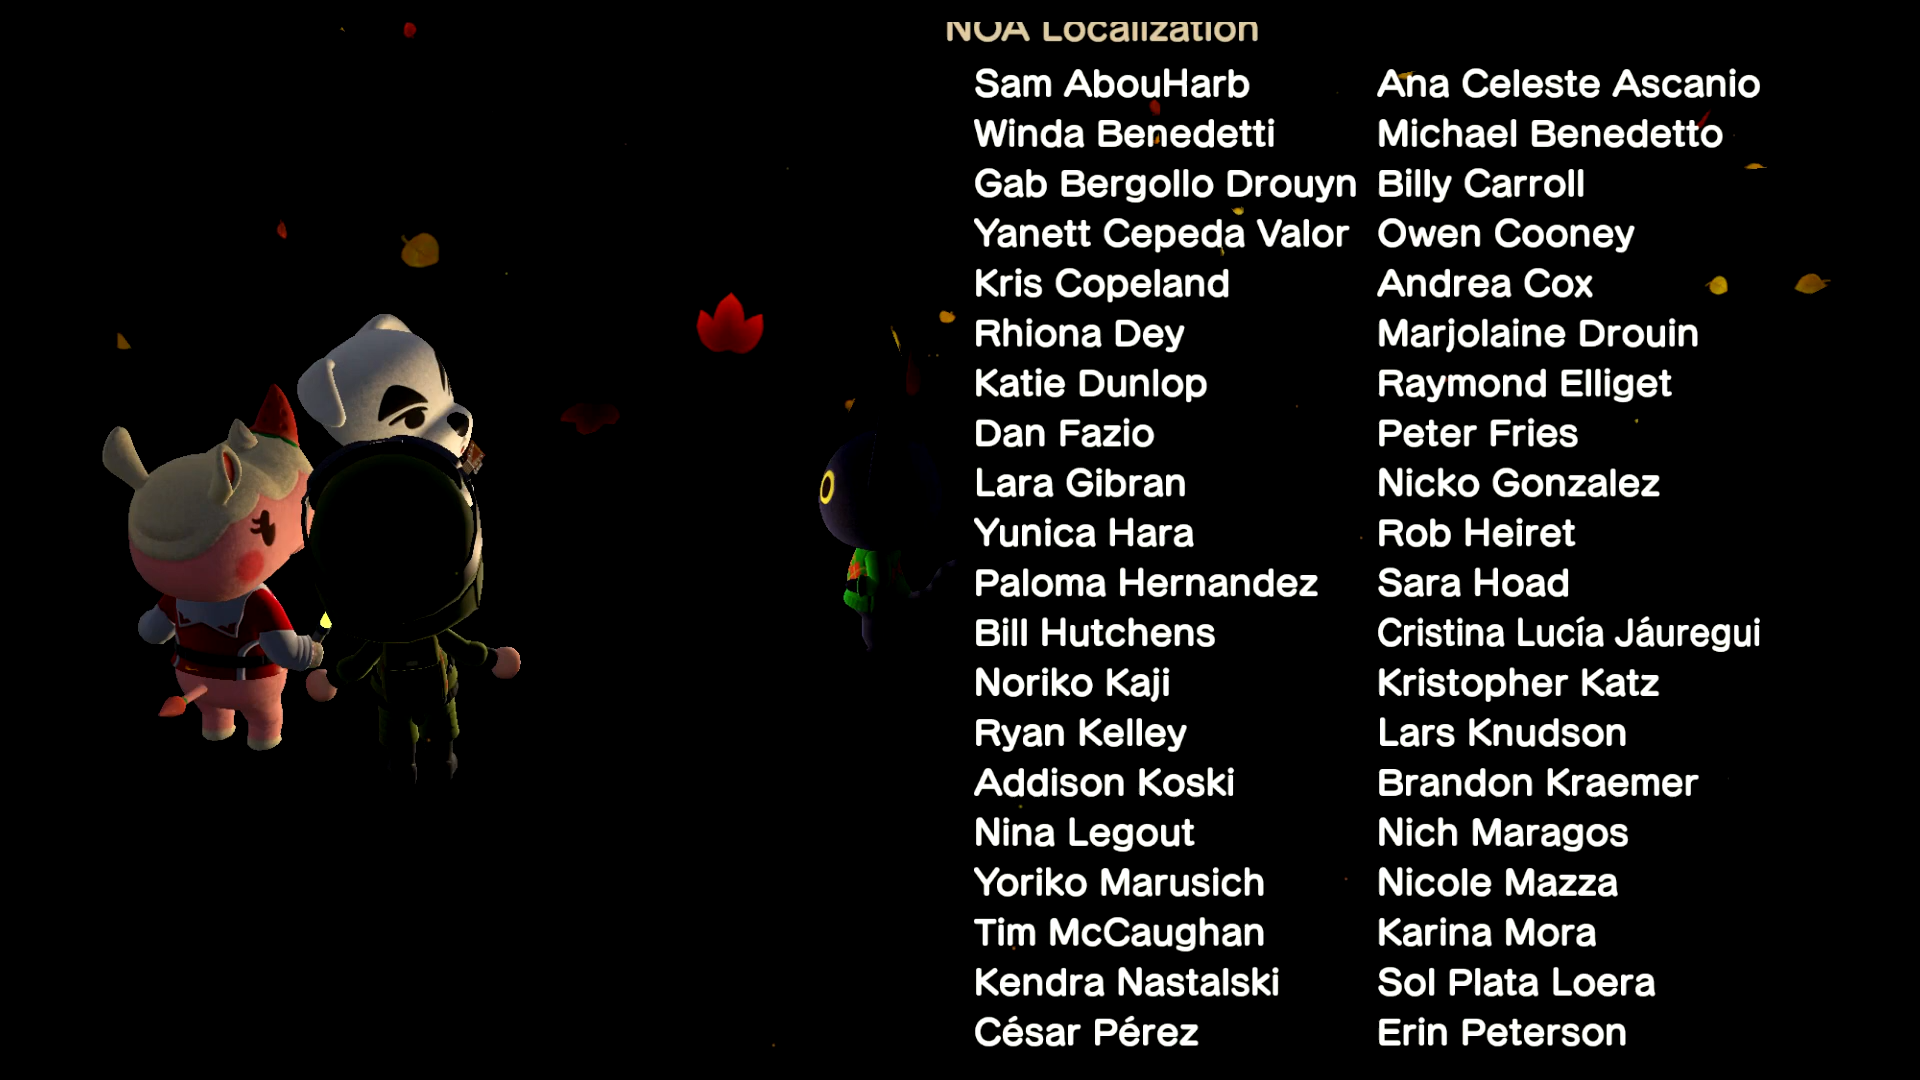 NOA Localization
Sam AbouHarb Ana Celeste Ascanio
Winda Benedetti Michael Benedetto
Gab Bergollo Drouyn Billy Carroll
Yanett Cepeda Valor Owen Cooney
Kris Copeland Andrea Cox
Rhiona Dey Marjolaine Drouin
Katie Dunlop Raymond Elliget
Dan Fazio Peter Fries
Lara Gibran Nicko Gonzalez
Yunica Hara Rob Heiret
Paloma Hernandez Sara Hoad
Bill Hutchens Cristina Lucía Jáuregui
Noriko Kaji Kristopher Katz
Ryan Kelley Lars Knudson
Addison Koski Brandon Kraemer
Nina Legout Nich Maragos
Yoriko Marusich Nicole Mazza
Tim McCaughan Karina Mora
Kendra Nastalski Sol Plata Loera
César Pérez Erin Peterson